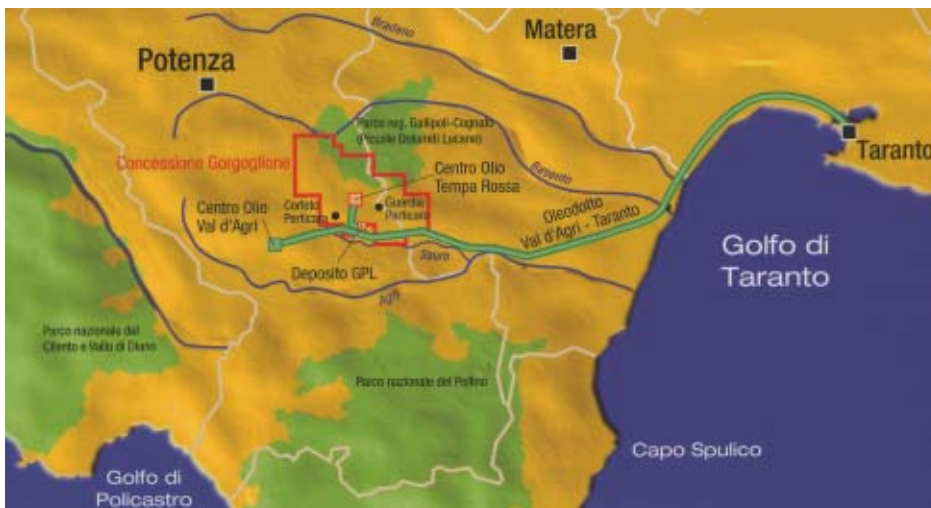 Bradano
Matera
Potenza
Parco reg. Gallipoli-Cognato
(Piccole Dolomiti Lucane)
Taranto
Concessione Gorgoglione
Centro Olio
Tempa Rossa
Basento
Centro Olio
Val d'Agri
Corleto
Perticara
Guardia
Perticara
Oleodotto
Val d'Agri - Taranto
Deposito GPL
Sauro
Agri
Golfo di
Taranto
Parco nazionale del
Cilento e Vallo di Diano
Parco nazionale del Pollino
Capo Spulico
Golfo di
Policastro